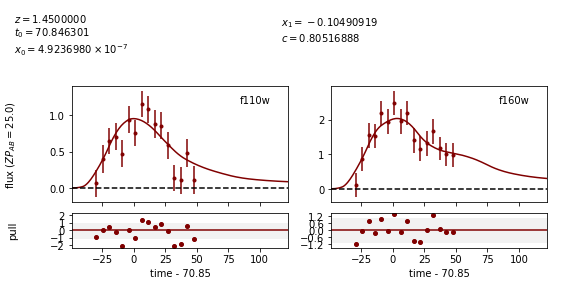 z = 1.4500000
t₀ = 70.846301
x₀ = 4.9236980 × 10⁻⁷
x₁ = −0.10490919
c = 0.80516888
flux (ZP_AB = 25.0)
1.0
0.5
0.0
f110w
2
1
0
f160w
pull
2
1
0
−1
−2
−25 0 25 50 75 100
time - 70.85
1.2
0.6
0.0
−0.6
−1.2
−25 0 25 50 75 100
time - 70.85